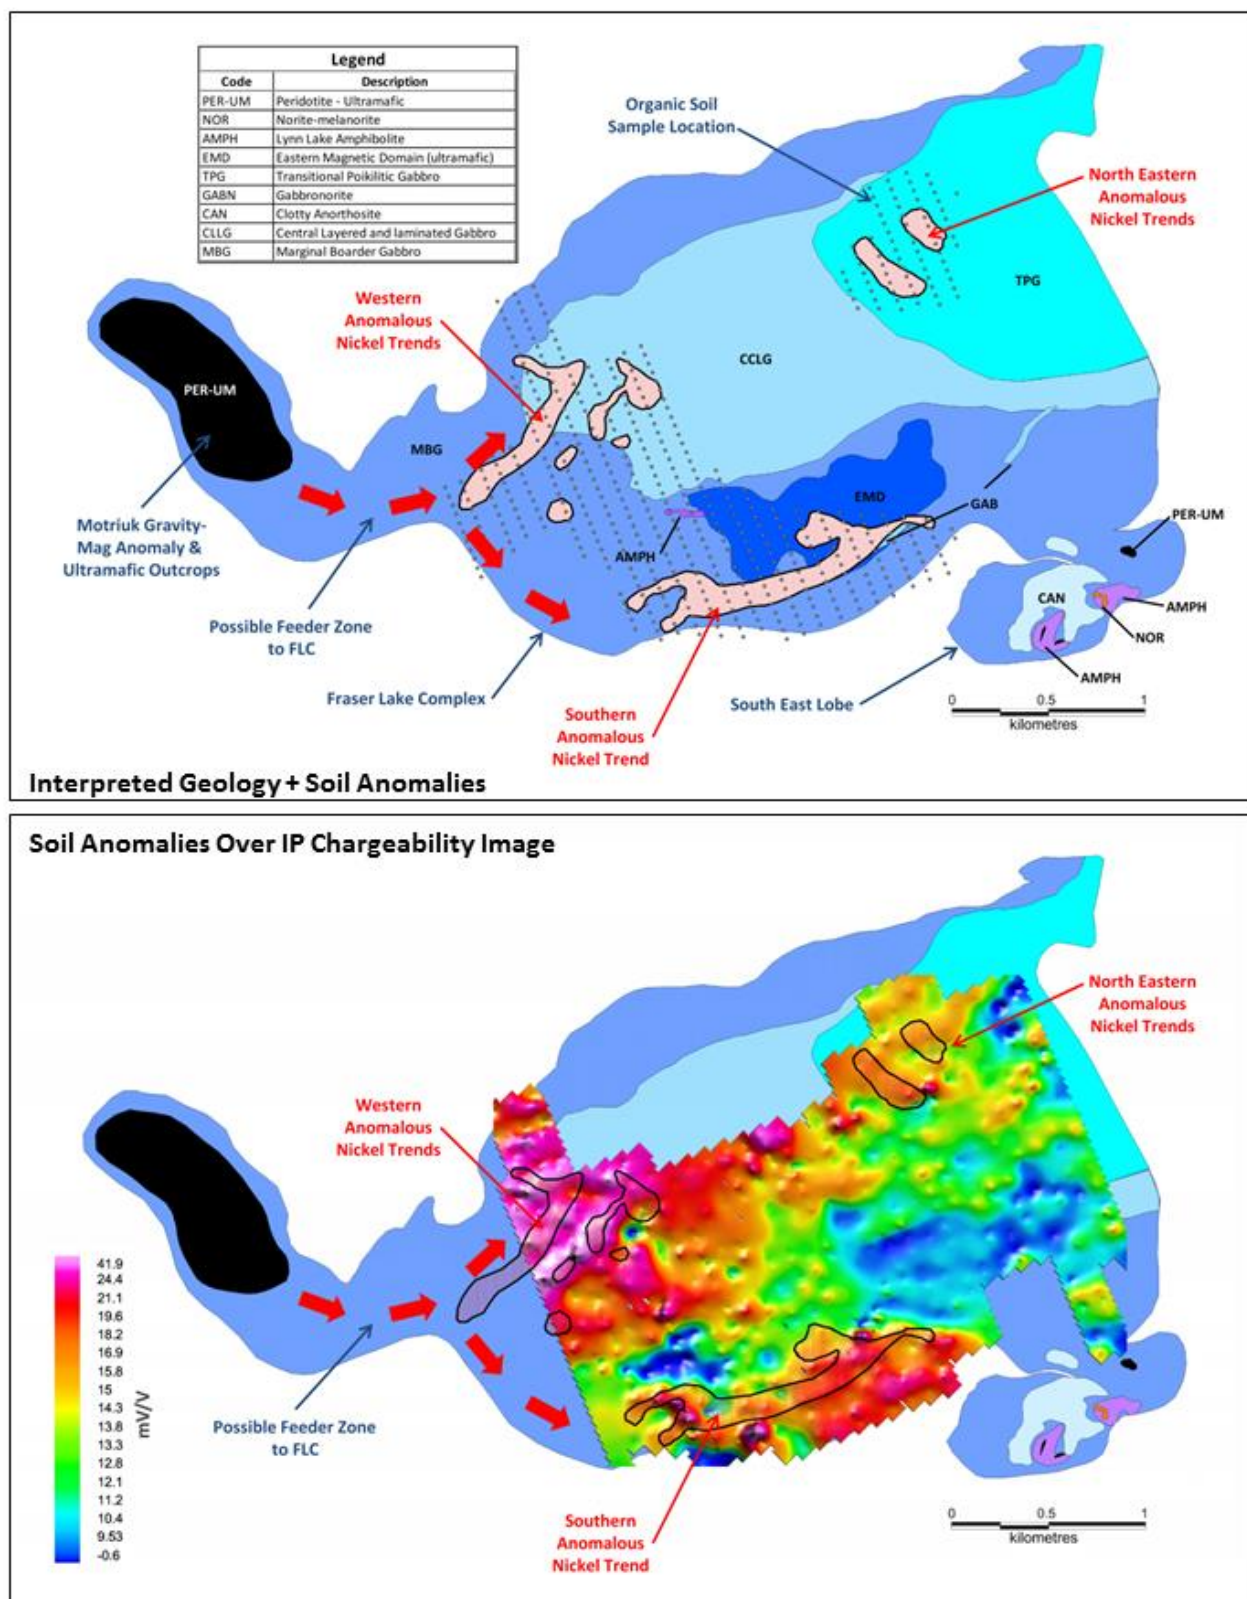 Legend
Code Description
PER-UM Peridotite - Ultramafic
NOR Norite-melanorite
AMPH Lynn Lake Amphibolite
EMD Eastern Magnetic Domain (ultramafic)
TPG Transitional Poikilitic Gabbro
GABN Gabbronorite
CAN Clotty Anorthosite
CLLG Central Layered and laminated Gabbro
MBG Marginal Boarder Gabbro
Organic Soil
Sample Location
North Eastern
Anomalous
Nickel Trends
TPG
Western
Anomalous
Nickel Trends
CCLG
PER-UM
MBG
EMD
GAB
PER-UM
Motriuk Gravity-
Mag Anomaly &
Ultramafic Outcrops
AMPH
CAN
AMPH
NOR
AMPH
Possible Feeder Zone
to FLC
Fraser Lake Complex
South East Lobe
0 0.5 1
kilometres
Southern
Anomalous
Nickel Trend
Interpreted Geology + Soil Anomalies
Soil Anomalies Over IP Chargeability Image
North Eastern
Anomalous
Nickel Trends
Western
Anomalous
Nickel Trends
41.9
24.4
21.1
19.6
18.2
16.9
15.8
15
14.3
13.8
13.3
12.8
12.1
11.2
10.4
9.53
-0.6
mV/V
Possible Feeder Zone
to FLC
0 0.5 1
kilometres
Southern
Anomalous
Nickel Trend